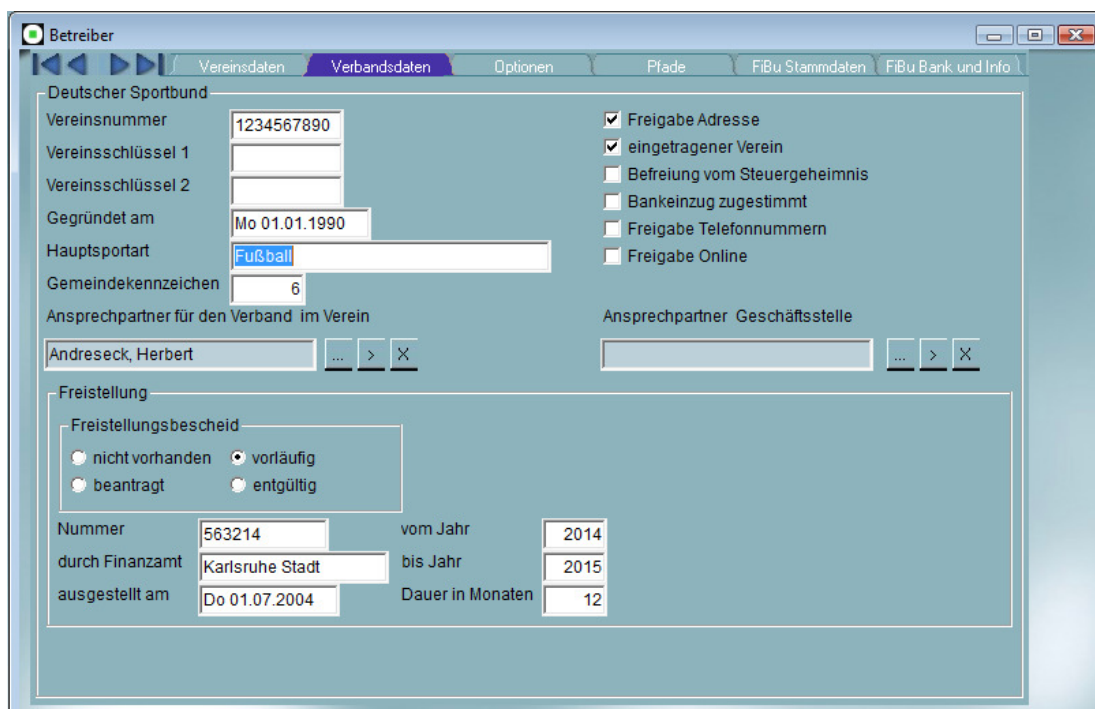 Betreiber
Vereinsdaten Verbandsdaten Optionen Pfade FiBu Stammdaten FiBu Bank und Info
Deutscher Sportbund
Vereinsnummer 1234567890
Vereinsschlüssel 1
Vereinsschlüssel 2
Gegründet am Mo 01.01.1990
Hauptsportart Fußball
Gemeindekennzeichen 6
Freigabe Adresse
eingetragener Verein
Befreiung vom Steuergeheimnis
Bankeinzug zugestimmt
Freigabe Telefonnummern
Freigabe Online
Ansprechpartner für den Verband im Verein
Andreseck, Herbert ... > X
Ansprechpartner Geschäftsstelle
... > X
Freistellung
Freistellungsbescheid
nicht vorhanden vorläufig
beantragt entgültig
Nummer 563214 vom Jahr 2014
durch Finanzamt Karlsruhe Stadt bis Jahr 2015
ausgestellt am Do 01.07.2004 Dauer in Monaten 12